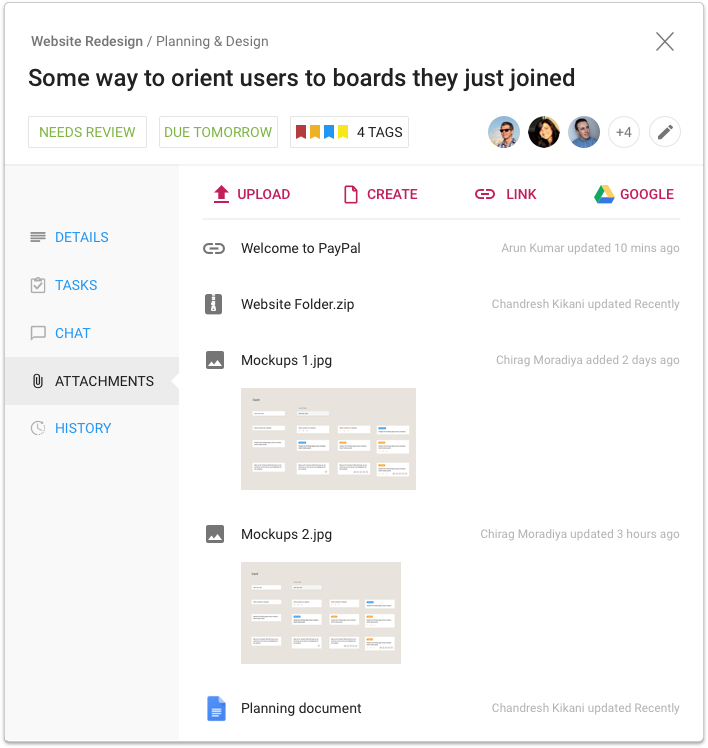 Website Redesign / Planning & Design
Some way to orient users to boards they just joined
NEEDS REVIEW DUE TOMORROW 4 TAGS +4
UPLOAD CREATE LINK GOOGLE
DETAILS
TASKS
CHAT
ATTACHMENTS
HISTORY
Welcome to PayPal Arun Kumar updated 10 mins ago
Website Folder.zip Chandresh Kikani updated Recently
Mockups 1.jpg Chirag Moradiya added 2 days ago
Mockups 2.jpg Chirag Moradiya updated 3 hours ago
Planning document Chandresh Kikani updated Recently